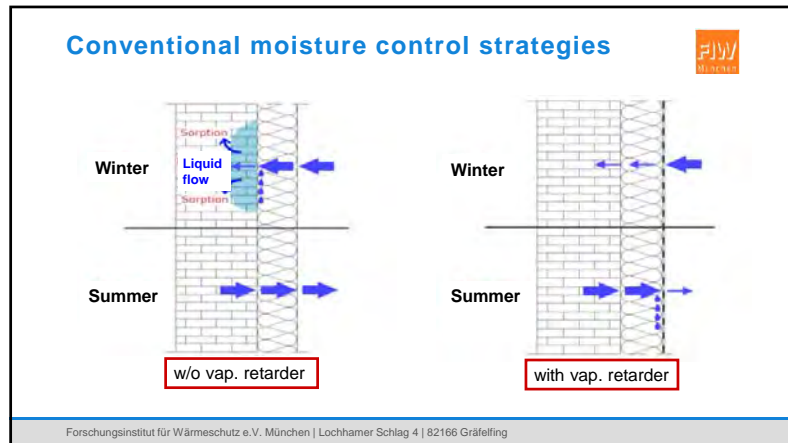 Conventional moisture control strategies
FIW
München
Sorption
Winter
Liquid
flow
Sorption
Summer
w/o vap. retarder
Winter
Summer
with vap. retarder
Forschungsinstitut für Wärmeschutz e.V. München | Lochhamer Schlag 4 | 82166 Gräfelfing